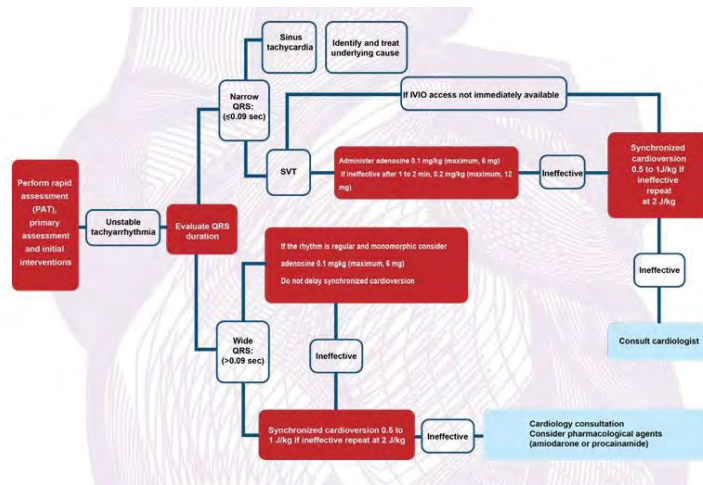 Sinus
tachycardia
Identify and treat
underlying cause
Narrow
QRS:
(≤0.09 sec)
If IVIO access not immediately available
SVT
Administer adenosine 0.1 mg/kg (maximum, 6 mg)
If ineffective after 1 to 2 min, 0.2 mg/kg (maximum, 12
mg)
Ineffective
Synchronized
cardioversion
0.5 to 1J/kg If
ineffective
repeat
at 2 J/kg
Perform rapid
assessment
(PAT),
primary
assessment
and initial
interventions
Unstable
tachyarrhythmia
Evaluate QRS
duration
If the rhythm is regular and monomorphic consider
adenosine 0.1 mgkg (maximum, 6 mg)
Do not delay synchronized cardioversion
Ineffective
Consult cardiologist
Wide
QRS:
(>0.09 sec)
Ineffective
Synchronized cardioversion 0.5 to
1 J/kg If ineffective repeat at 2 J/kg
Ineffective
Cardiology consultation
Consider pharmacological agents
(amiodarone or procainamide)